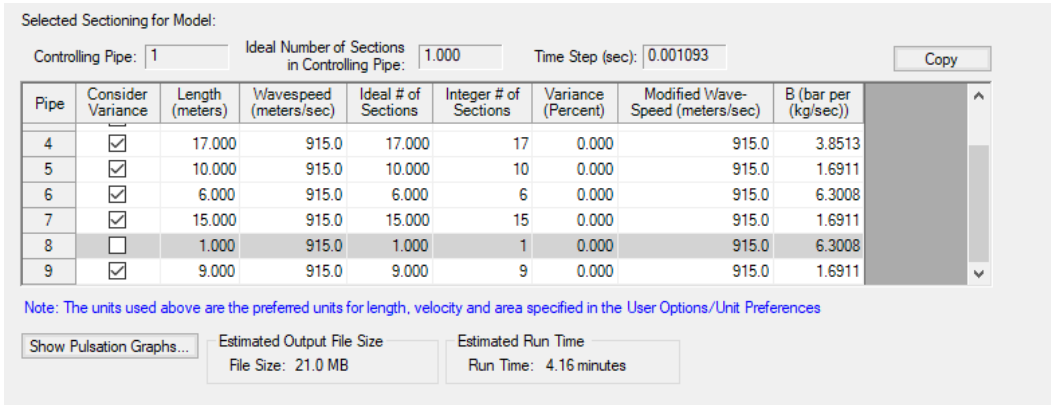 Selected Sectioning for Model:
Controlling Pipe: 1 Ideal Number of Sections in Controlling Pipe: 1.000 Time Step (sec): 0.001093 Copy
Pipe Consider Variance Length (meters) Wavespeed (meters/sec) Ideal # of Sections Integer # of Sections Variance (Percent) Modified Wave-Speed (meters/sec) B (bar per (kg/sec))
4 17.000 915.0 17.000 17 0.000 915.0 3.8513
5 10.000 915.0 10.000 10 0.000 915.0 1.6911
6 6.000 915.0 6.000 6 0.000 915.0 6.3008
7 15.000 915.0 15.000 15 0.000 915.0 1.6911
8 1.000 915.0 1.000 1 0.000 915.0 6.3008
9 9.000 915.0 9.000 9 0.000 915.0 1.6911
Note: The units used above are the preferred units for length, velocity and area specified in the User Options/Unit Preferences
Show Pulsation Graphs... Estimated Output File Size Estimated Run Time
File Size: 21.0 MB Run Time: 4.16 minutes